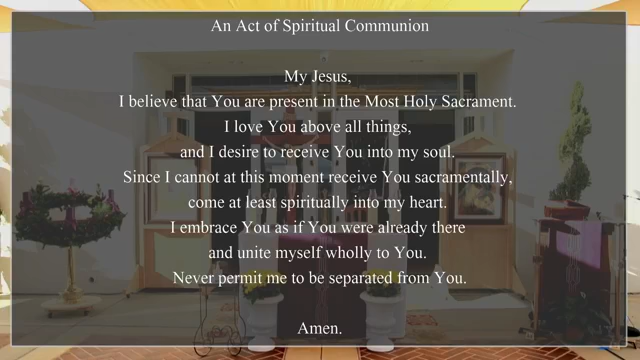 An Act of Spiritual Communion
My Jesus,
I believe that You are present in the Most Holy Sacrament.
I love You above all things,
and I desire to receive You into my soul.
Since I cannot at this moment receive You sacramentally,
come at least spiritually into my heart.
I embrace You as if You were already there
and unite myself wholly to You.
Never permit me to be separated from You.
Amen.